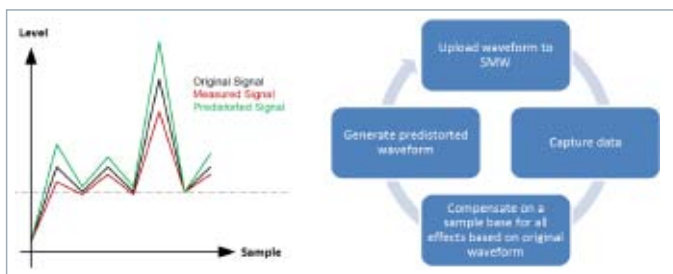 Level
Original Signal
Measured Signal
Predistorted Signal
Sample
Upload waveform to
SMW
Capture data
Compensate on a
sample base for all
effects based on original
waveform
Generate predistorted
waveform